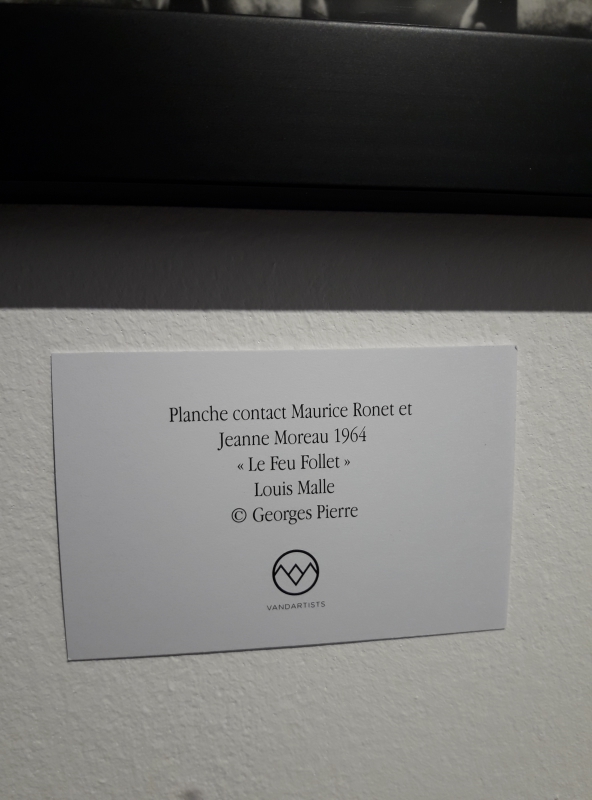 Planche contact Maurice Ronet et
Jeanne Moreau 1964
« Le Feu Follet »
Louis Malle
© Georges Pierre
VANDARTISTS